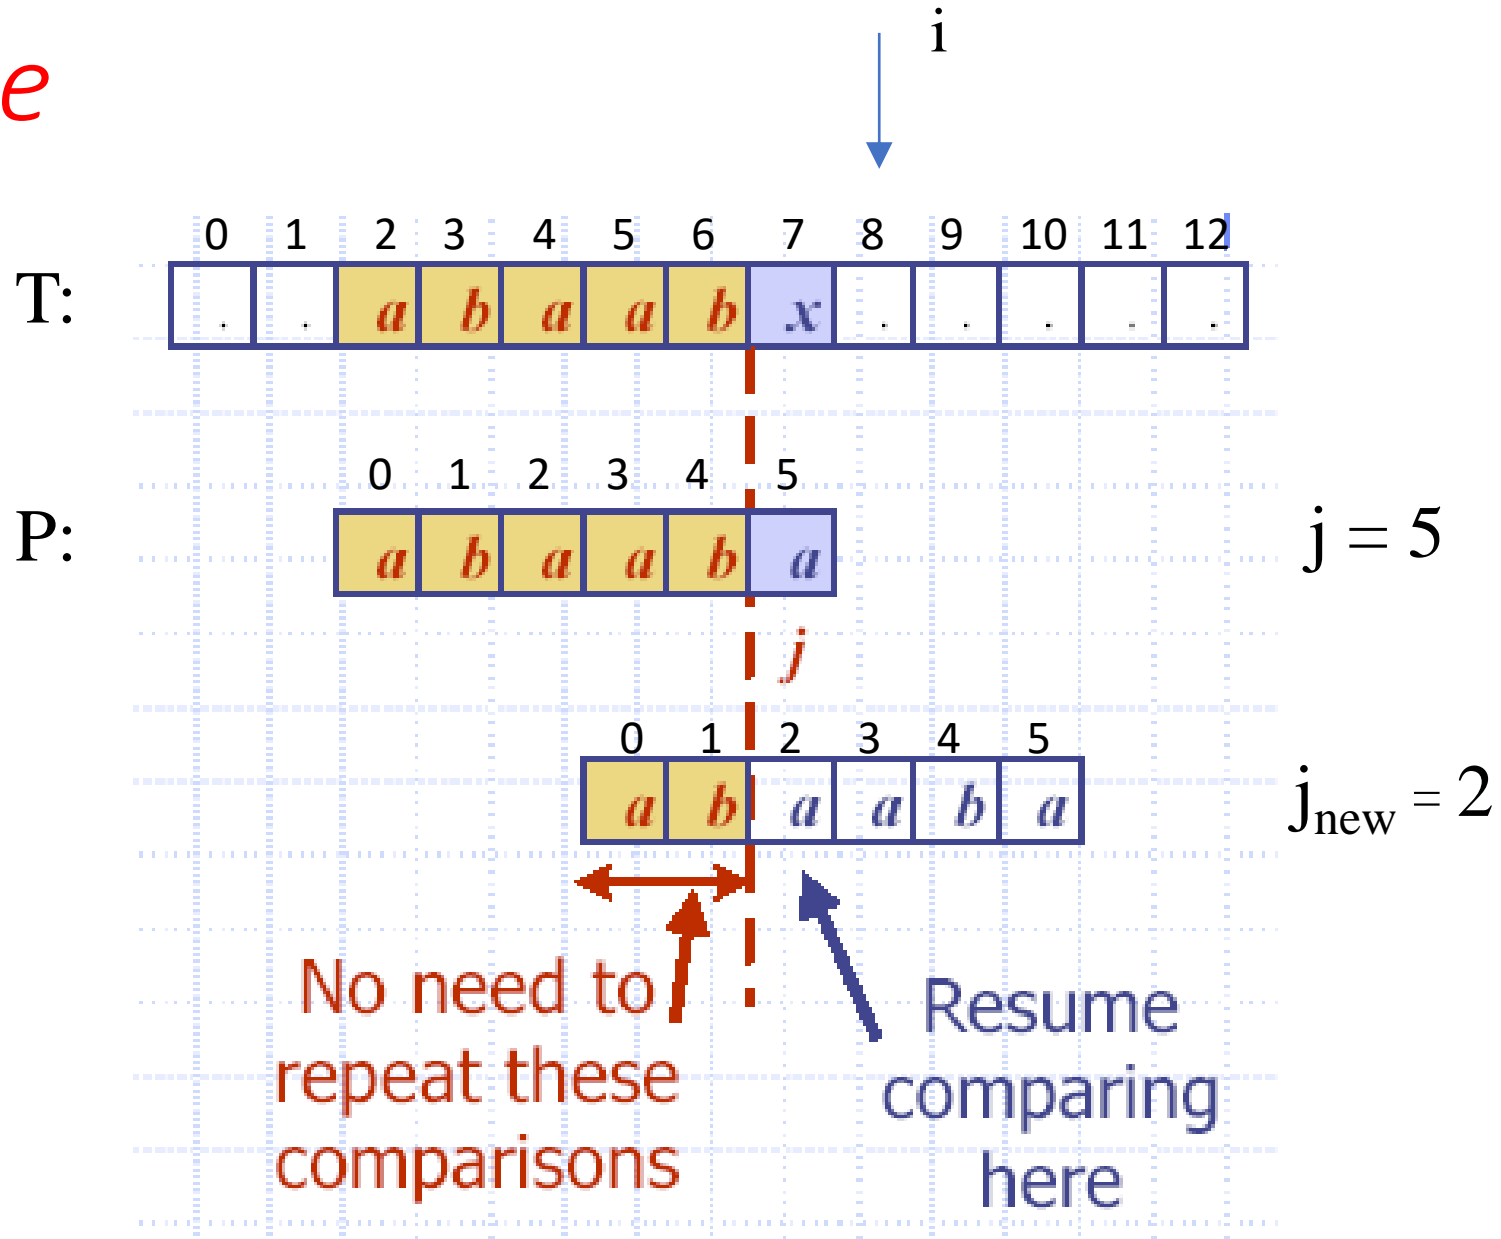 e
i
0 1 2 3 4 5 6 7 8 9 10 11 12
T: . . a b a a b x . . . . .
0 1 2 3 4 5
P: a b a a b a j = 5
j
0 1 2 3 4 5
a b a a b a jnew = 2
No need to
repeat these
comparisons
Resume
comparing
here